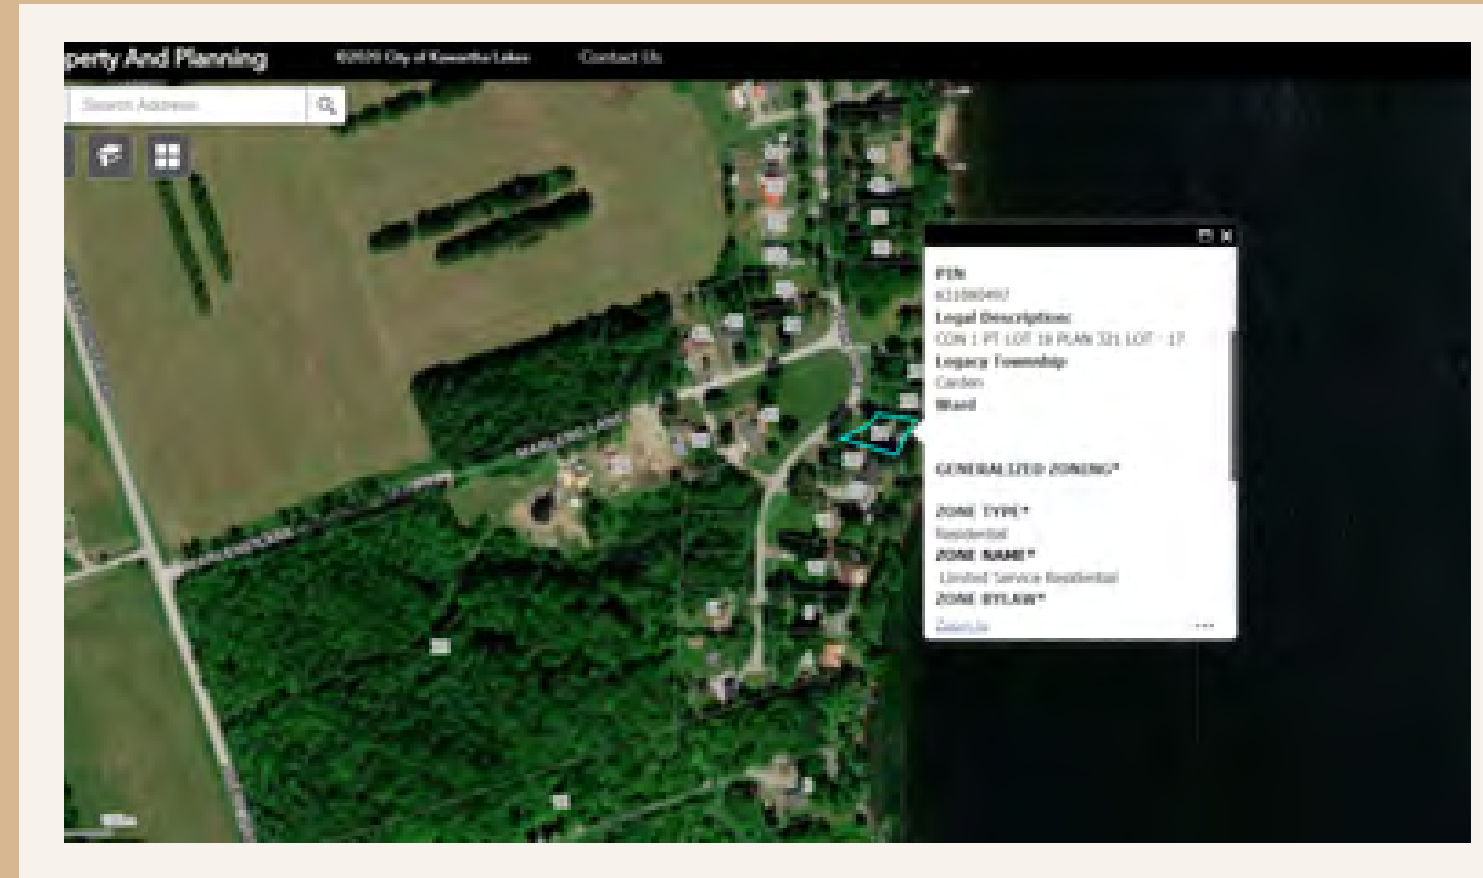 perty And Planning
©2020 City of Kawartha Lakes
Contact Us
Search Address
PIN
Legal Description:
CON 1 PT LOT 18 PLAN 321 LOT - 17
Legacy Township
Carden
Ward
GENERALIZED ZONING*
ZONE TYPE*
Residential
ZONE NAME*
Limited Service Residential
ZONE BYLAW*
Zoom to